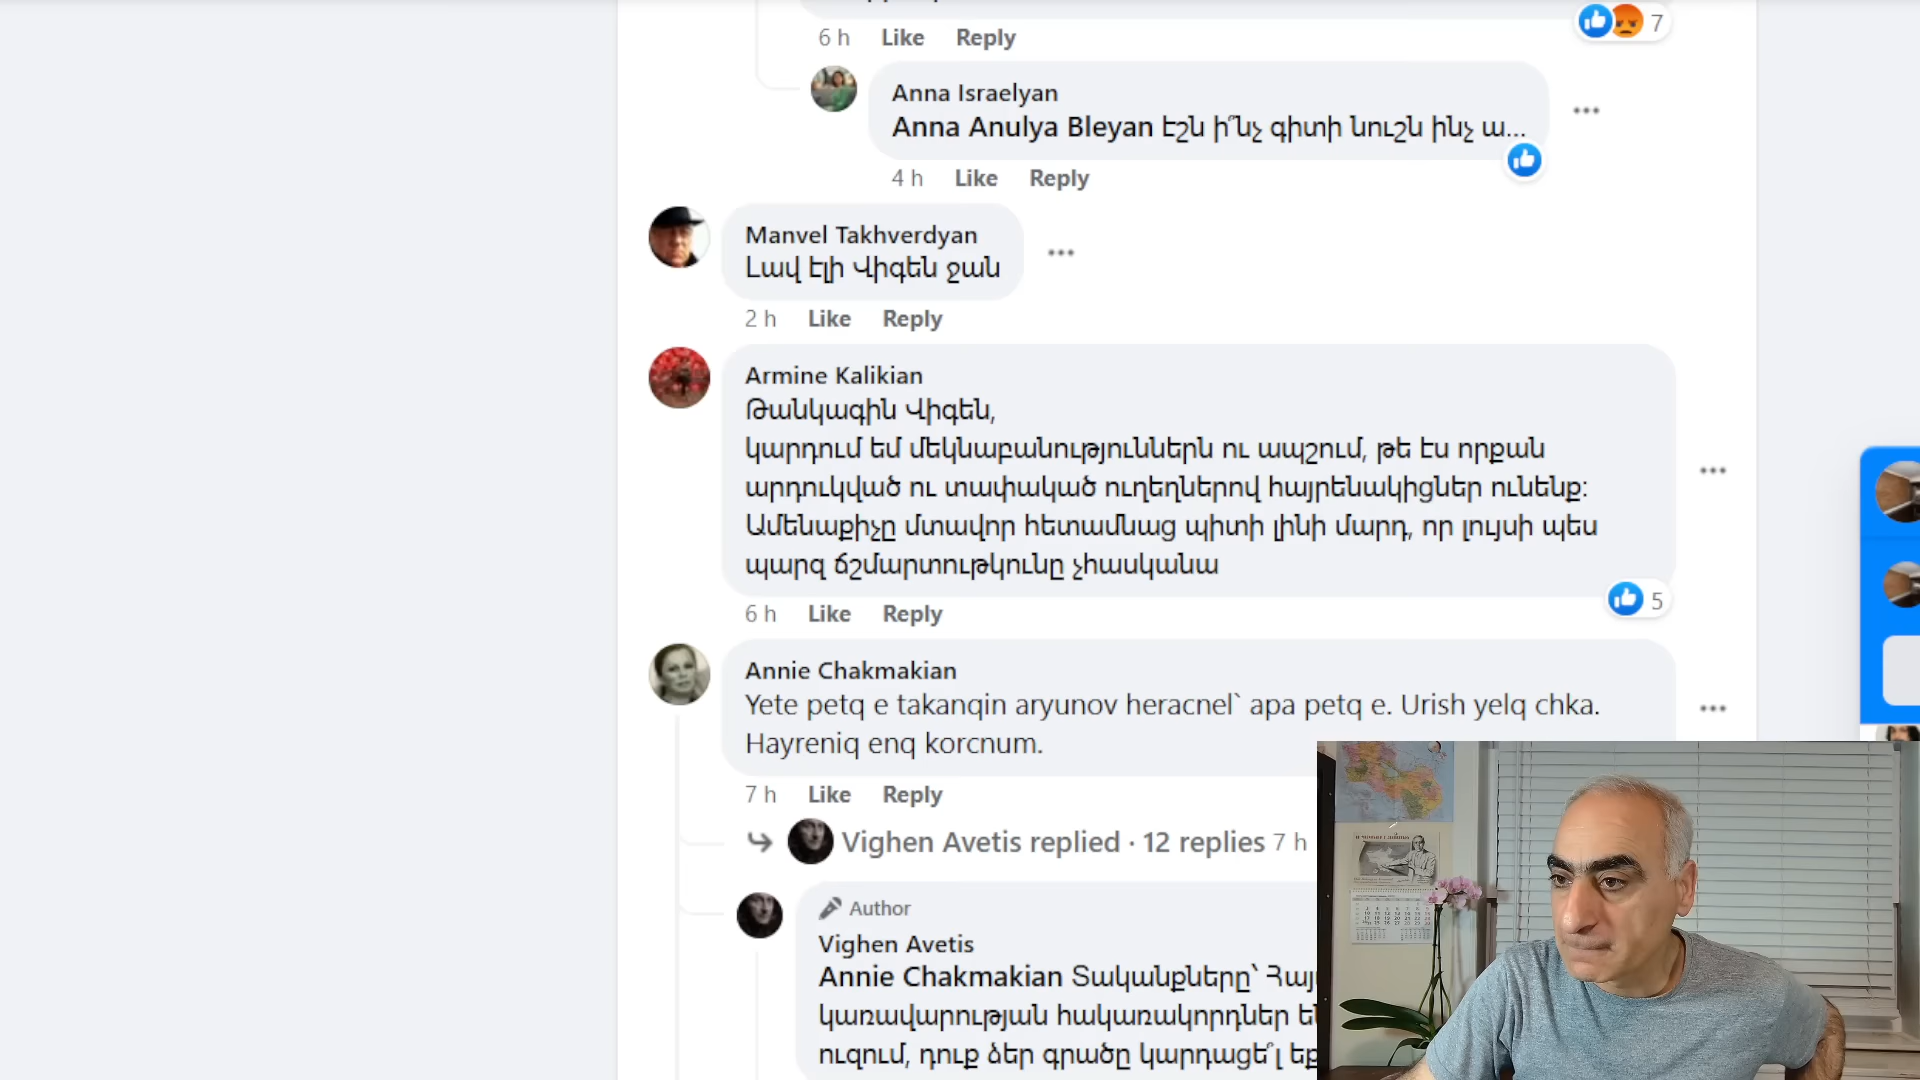 6 h Like Reply
7
Anna Israelyan
Anna Anulya Bleyan Էշն ի՞նչ գիտի նուշն ինչ ա...
4 h Like Reply
Manvel Takhverdyan
Լավ էլի Վիգեն ջան
2 h Like Reply
Armine Kalikian
Թանկագին Վիգեն,
կարդում եմ մեկնաբանություններն ու ապշում, թե էս որքան
արդուկված ու տափակած ուղեղներով հայրենակիցներ ունենք:
Ամենաքիչը մտավոր հետամնաց պիտի լինի մարդ, որ լույսի պես
պարզ ճշմարտութկունը չհասկանա
5
6 h Like Reply
Annie Chakmakian
Yete petq e takanqin aryunov heracnel` apa petq e. Urish yelq chka.
Hayreniq enq korcnum.
7 h Like Reply
Vighen Avetis replied · 12 replies 7 h
Author
Vighen Avetis
Annie Chakmakian Տականքները՝ Հայ
կառավարության հակառակորդներ
ուզում, դուք ձեր գրածը կարդացե՞լ եք